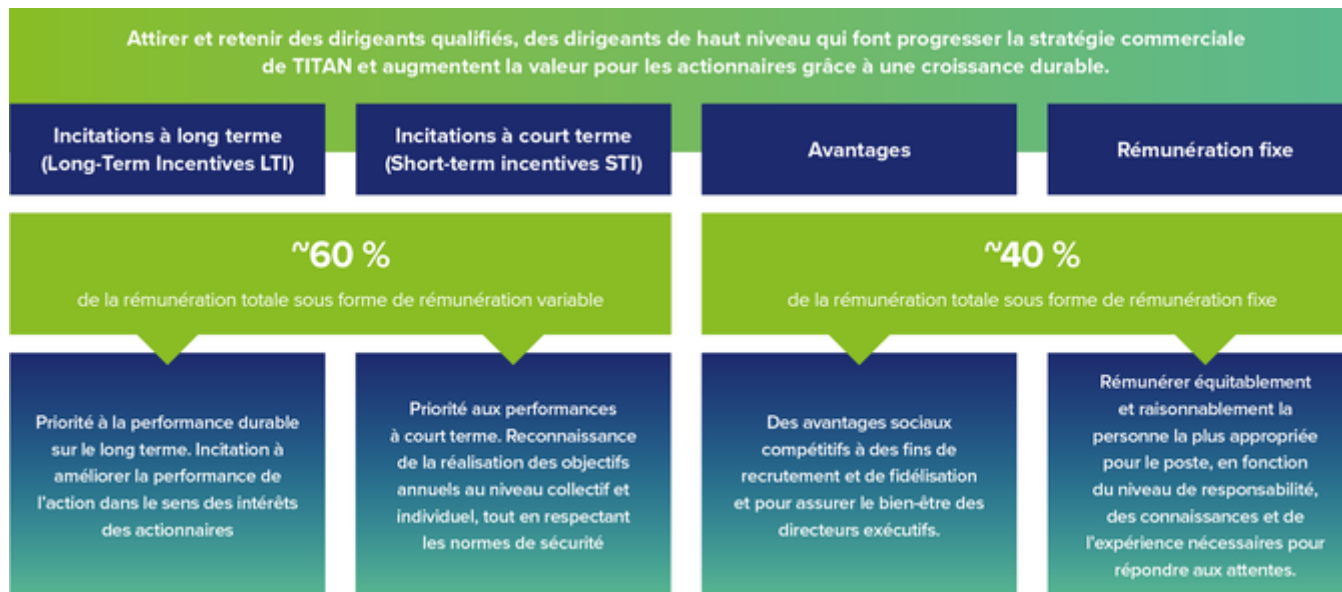 Attirer et retenir des dirigeants qualifiés, des dirigeants de haut niveau qui font progresser la stratégie commerciale
de TITAN et augmentent la valeur pour les actionnaires grâce à une croissance durable.
Incitations à long terme
(Long-Term Incentives LTI)
Incitations à court terme
(Short-term incentives STI)
Avantages
Rémunération fixe
~60 %
de la rémunération totale sous forme de rémunération variable
~40 %
de la rémunération totale sous forme de rémunération fixe
Priorité à la performance durable
sur le long terme. Incitation à
améliorer la performance de
l'action dans le sens des intérêts
des actionnaires
Priorité aux performances
à court terme. Reconnaissance
de la réalisation des objectifs
annuels au niveau collectif et
individuel, tout en respectant
les normes de sécurité
Des avantages sociaux
compétitifs à des fins de
recrutement et de fidélisation
et pour assurer le bien-être des
directeurs exécutifs.
Rémunérer équitablement
et raisonnablement la
personne la plus appropriée
pour le poste, en fonction
du niveau de responsabilité,
des connaissances et de
l'expérience nécessaires pour
répondre aux attentes.